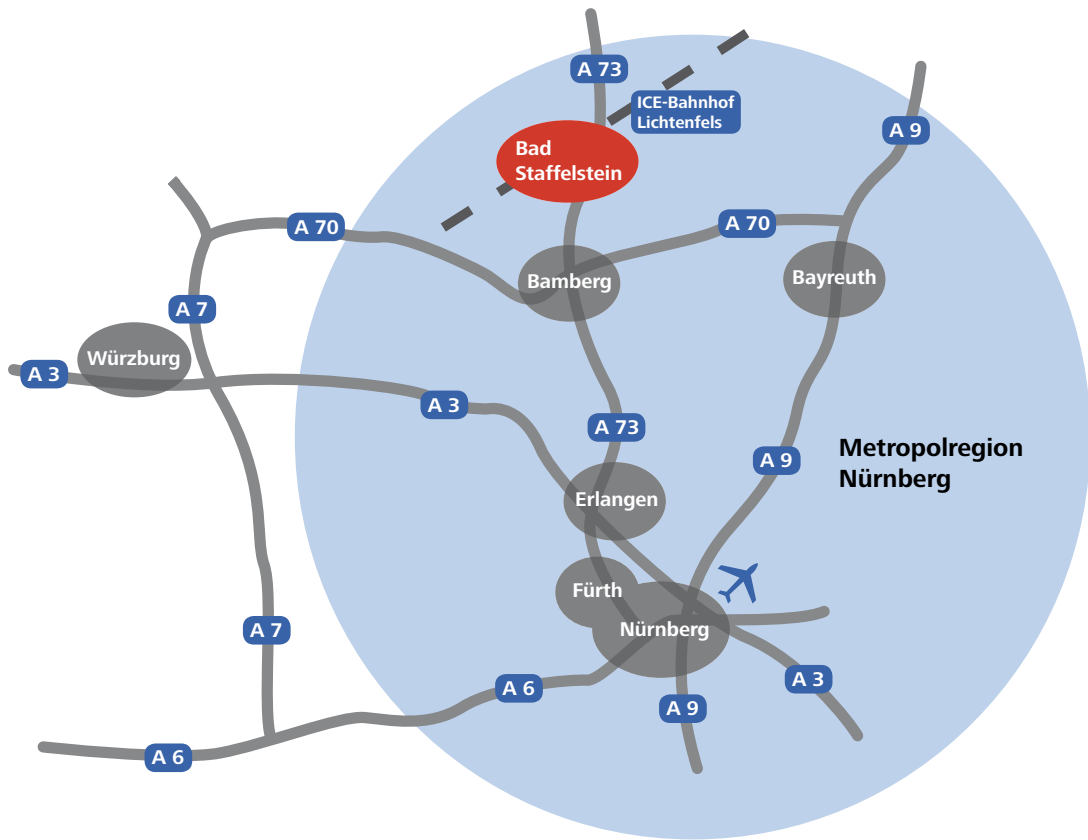 A 73
ICE-Bahnhof
Lichtenfels
A 9
Bad
Staffelstein
A 70
A 70
Bamberg
Bayreuth
A 7
Würzburg
A 3
A 3
A 73
Metropolregion
Nürnberg
A 9
Erlangen
Fürth
Nürnberg
A 7
A 6
A 3
A 9
A 6